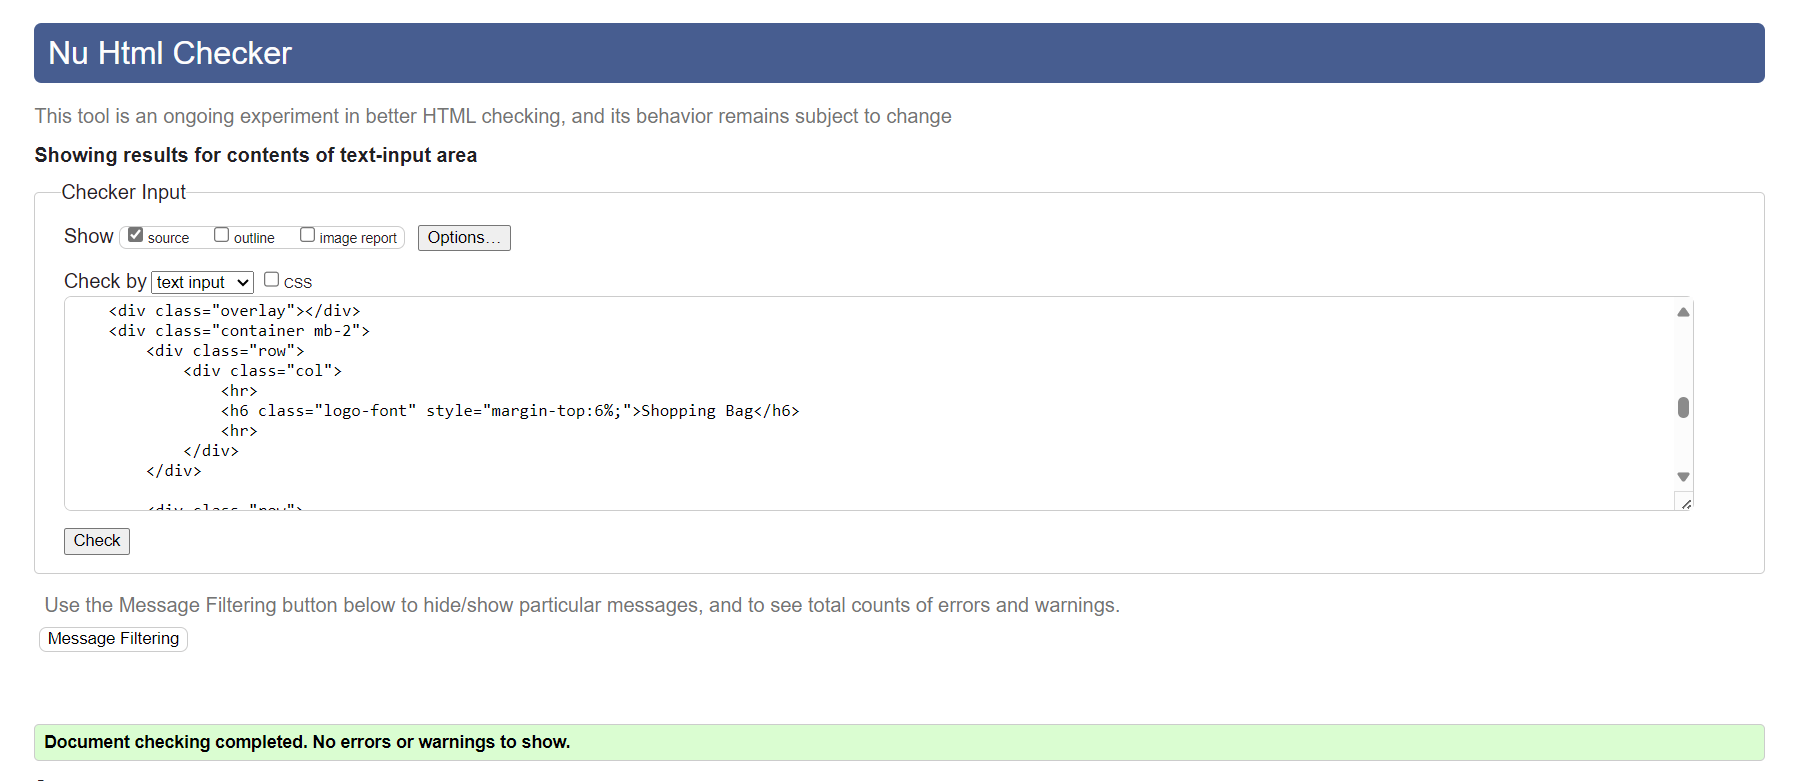 Nu Html Checker
This tool is an ongoing experiment in better HTML checking, and its behavior remains subject to change
Showing results for contents of text-input area
Checker Input
Show source outline image report Options...
Check by text input CSS
<div class="overlay"></div>
<div class="container mb-2">
<div class="row">
<div class="col">
<hr>
<h6 class="logo-font" style="margin-top:6%;">Shopping Bag</h6>
<hr>
</div>
</div>
<div class="row">
Check
Use the Message Filtering button below to hide/show particular messages, and to see total counts of errors and warnings.
Message Filtering
Document checking completed. No errors or warnings to show.